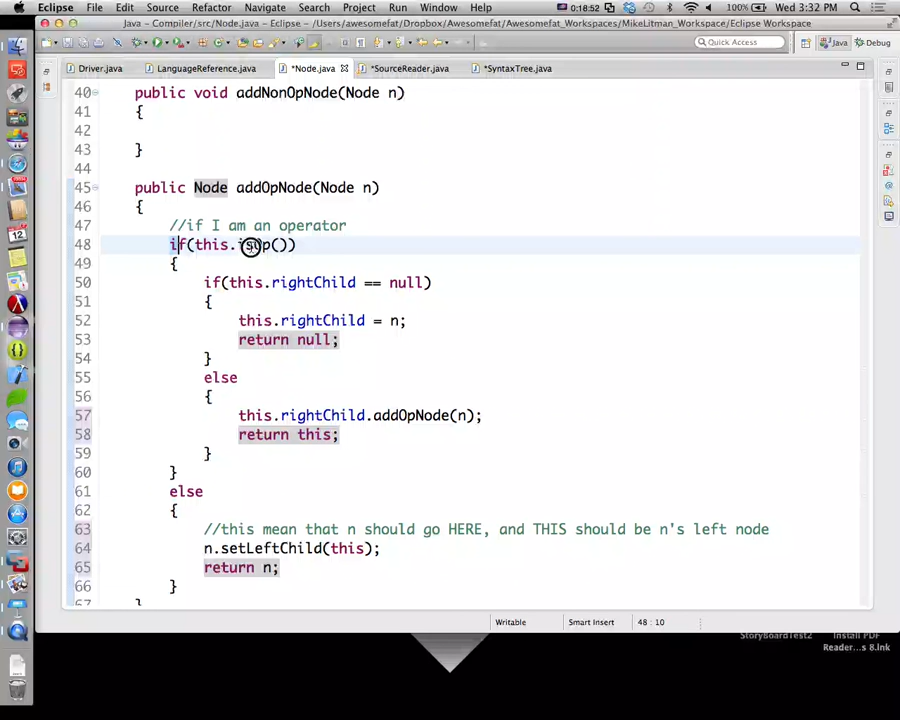 Eclipse File Edit Source Refactor Navigate Search Project Run Window Help 0:18:52 100% Wed 3:32 PM
Java - Compiler/src/Node.java - Eclipse - /Users/awesomefat/Dropbox/Awesomefat_Workspaces/MikeLitman_Workspace/Eclipse Workspace
Quick Access Java Debug
Driver.java LanguageReference.java *Node.java *SourceReader.java *SyntaxTree.java
40 public void addNonOpNode(Node n)
41 {
42
43 }
44
45 public Node addOpNode(Node n)
46 {
47 //if I am an operator
48 if(this.isOp())
49 {
50 if(this.rightChild == null)
51 {
52 this.rightChild = n;
53 return null;
54 }
55 else
56 {
57 this.rightChild.addOpNode(n);
58 return this;
59 }
60 }
61 else
62 {
63 //this mean that n should go HERE, and THIS should be n's left node
64 n.setLeftChild(this);
65 return n;
66 }
67 }
Writable Smart Insert 48 : 10
StoryBoardTest2 Install PDF
Reader...s 8.lnk
12